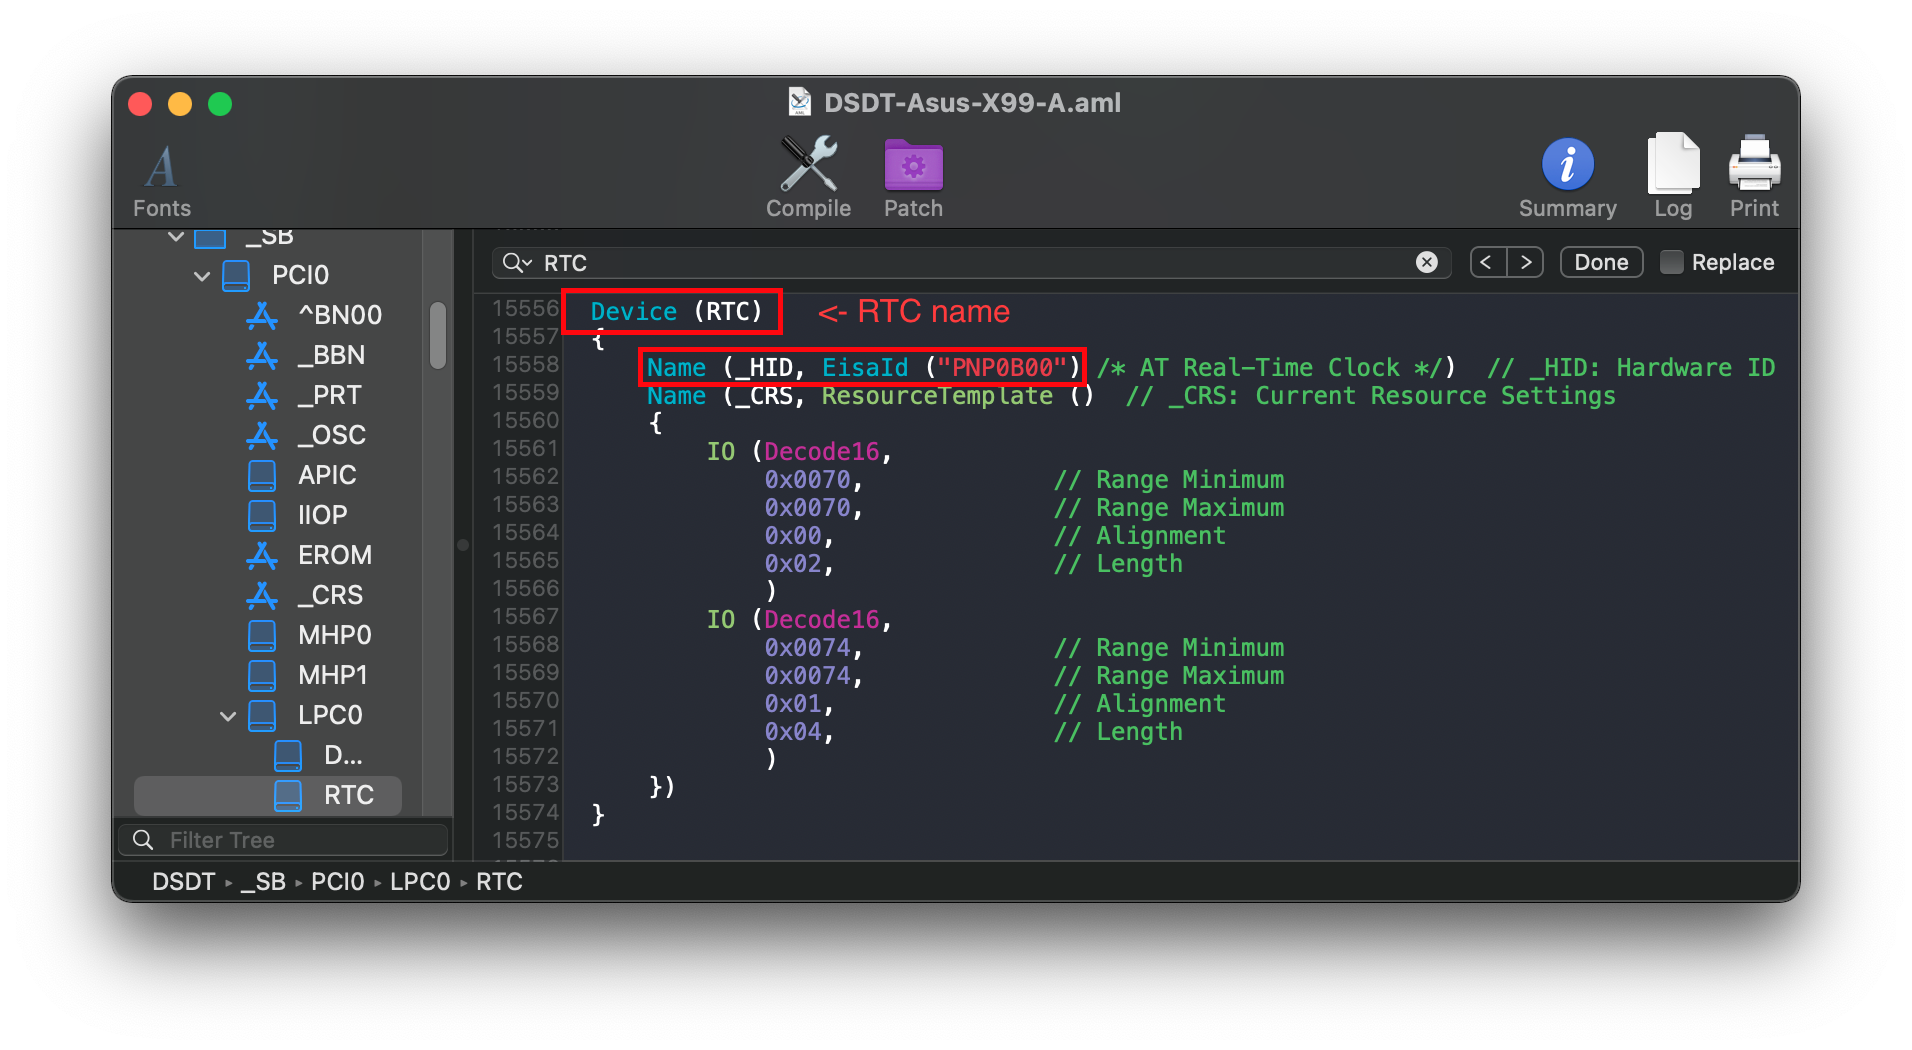 DSDT-Asus-X99-A.aml
Fonts
Compile
Patch
Summary
Log
Print
_SB
PCI0
^BN00
_BBN
_PRT
_OSC
APIC
IIOP
EROM
_CRS
MHP0
MHP1
LPC0
D...
RTC
Filter Tree
RTC
< > Done Replace
15556 Device (RTC) <- RTC name
15557 {
15558 Name (_HID, EisaId ("PNP0B00") /* AT Real-Time Clock */) // _HID: Hardware ID
15559 Name (_CRS, ResourceTemplate () // _CRS: Current Resource Settings
15560 {
15561 IO (Decode16,
15562 0x0070, // Range Minimum
15563 0x0070, // Range Maximum
15564 0x00, // Alignment
15565 0x02, // Length
15566 )
15567 IO (Decode16,
15568 0x0074, // Range Minimum
15569 0x0074, // Range Maximum
15570 0x01, // Alignment
15571 0x04, // Length
15572 )
15573 })
15574 }
15575
DSDT ▸ _SB ▸ PCI0 ▸ LPC0 ▸ RTC